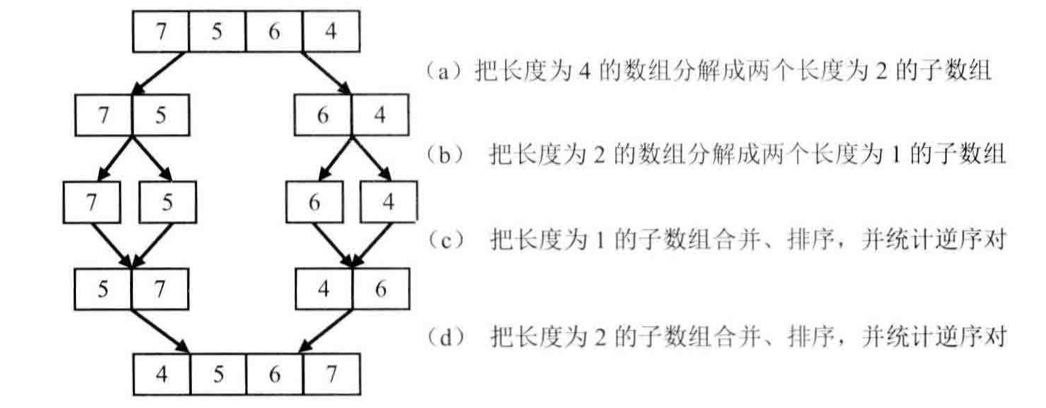 7 5 6 4
(a) 把长度为 4 的数组分解成两个长度为 2 的子数组
7 5 6 4
(b) 把长度为 2 的数组分解成两个长度为 1 的子数组
7 5 6 4
(c) 把长度为 1 的子数组合并、排序，并统计逆序对
5 7 4 6
(d) 把长度为 2 的子数组合并、排序，并统计逆序对
4 5 6 7